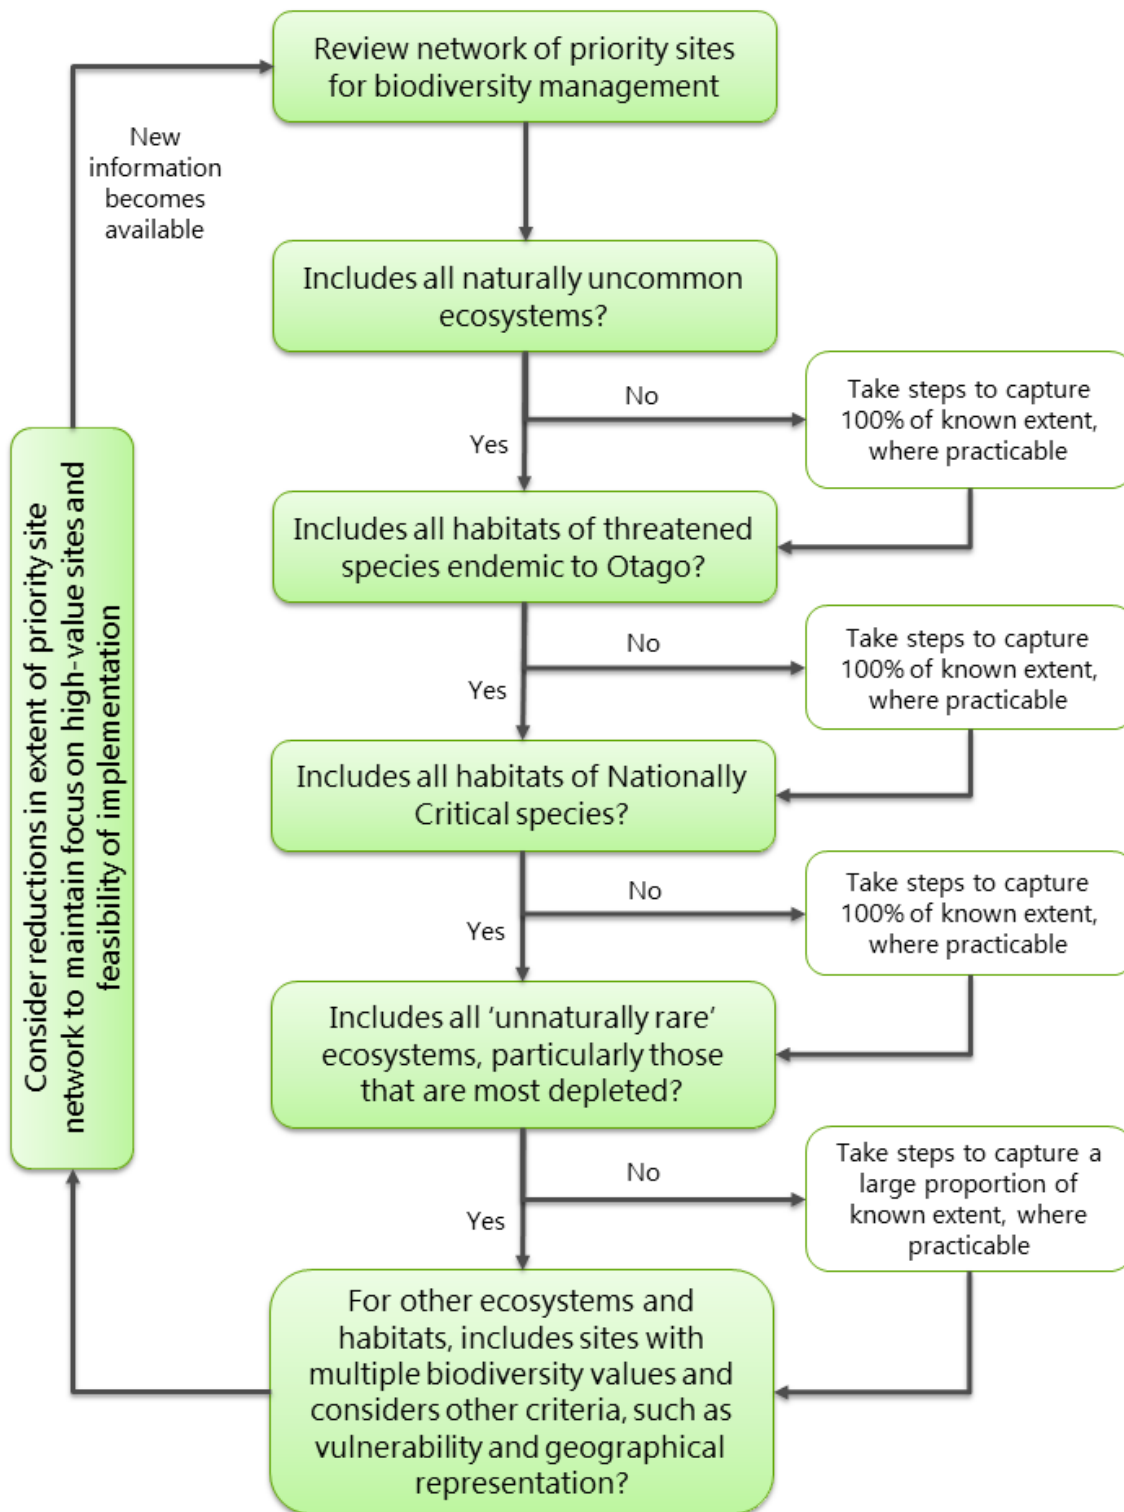 Review network of priority sites
for biodiversity management
New
information
becomes
available
Includes all naturally uncommon
ecosystems?
No
Yes
Take steps to capture
100% of known extent,
where practicable
Includes all habitats of threatened
species endemic to Otago?
No
Yes
Take steps to capture
100% of known extent,
where practicable
Includes all habitats of Nationally
Critical species?
No
Yes
Take steps to capture
100% of known extent,
where practicable
Includes all ‘unnaturally rare’
ecosystems, particularly those
that are most depleted?
No
Yes
Take steps to capture a
large proportion of
known extent, where
practicable
For other ecosystems and
habitats, includes sites with
multiple biodiversity values and
considers other criteria, such as
vulnerability and geographical
representation?
Consider reductions in extent of priority site
network to maintain focus on high-value sites and
feasibility of implementation